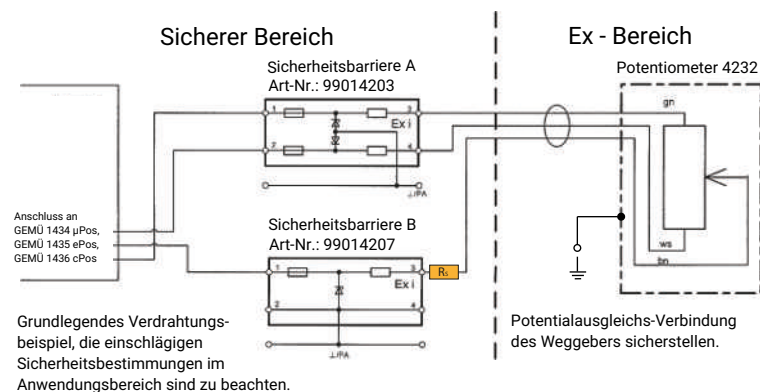 Sicherer Bereich
Ex - Bereich
Sicherheitsbarriere A
Art-Nr.: 99014203
Potentiometer 4232
1
3
Ex i
2
4
⊥/PA
gn
ws
bn
Anschluss an
GEMÜ 1434 µPos,
GEMÜ 1435 ePos,
GEMÜ 1436 cPos
Sicherheitsbarriere B
Art-Nr.: 99014207
1
3
Rs
Ex i
2
4
⊥/PA
Grundlegendes Verdrahtungs-
beispiel, die einschlägigen
Sicherheitsbestimmungen im
Anwendungsbereich sind zu beachten.
Potentialausgleichs-Verbindung
des Weggebers sicherstellen.